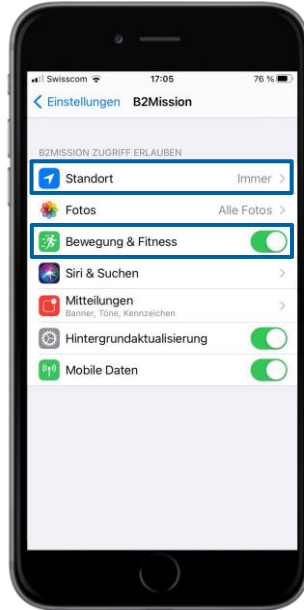 Swisscom 17:05 76 %
Einstellungen B2Mission
B2MISSION ZUGRIFF ERLAUBEN
Standort Immer
Fotos Alle Fotos
Bewegung & Fitness
Siri & Suchen
Mitteilungen
Banner, Töne, Kennzeichen
Hintergrundaktualisierung
Mobile Daten